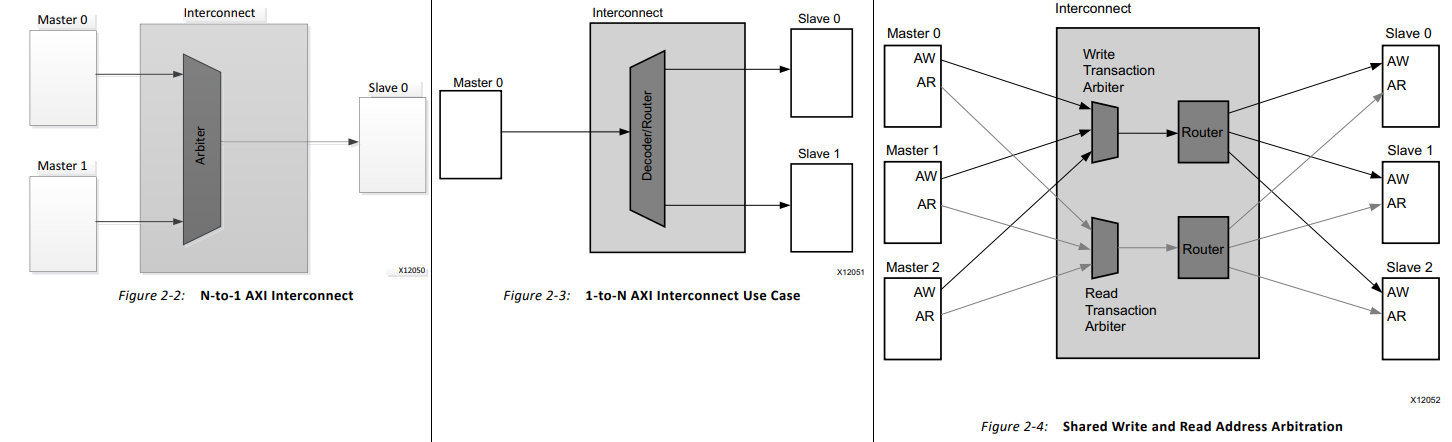 Interconnect
Master 0
Arbiter
Slave 0
Master 1
X12050
Figure 2-2: N-to-1 AXI Interconnect
Interconnect
Slave 0
Master 0
Decoder/Router
Slave 1
X12051
Figure 2-3: 1-to-N AXI Interconnect Use Case
Interconnect
Master 0
AW
AR
Master 1
AW
AR
Master 2
AW
AR
Write
Transaction
Arbiter
Router
Router
Read
Transaction
Arbiter
Slave 0
AW
AR
Slave 1
AW
AR
Slave 2
AW
AR
X12052
Figure 2-4: Shared Write and Read Address Arbitration